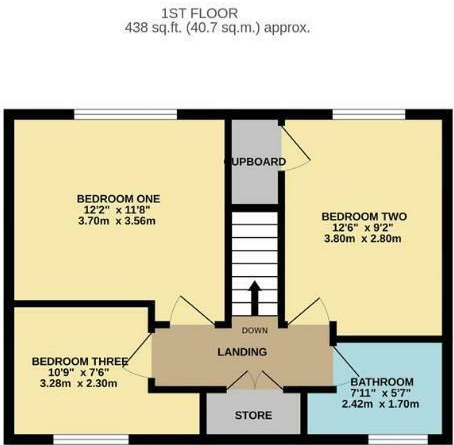 1ST FLOOR
438 sq.ft. (40.7 sq.m.) approx.
CUPBOARD
BEDROOM ONE
12'2" x 11'8"
3.70m x 3.56m
BEDROOM TWO
12'6" x 9'2"
3.80m x 2.80m
DOWN
LANDING
BEDROOM THREE
10'9" x 7'6"
3.28m x 2.30m
BATHROOM
7'11" x 5'7"
2.42m x 1.70m
STORE